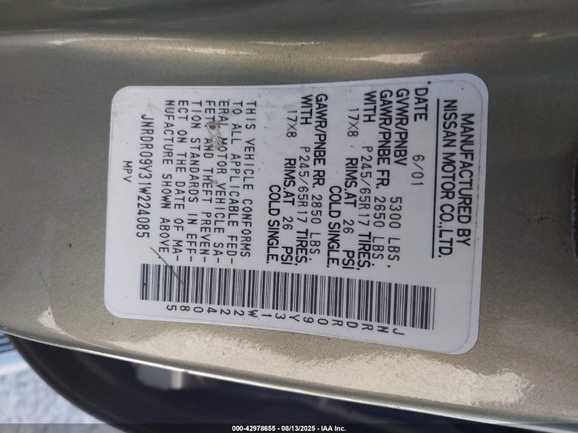 MANUFACTURED BY
NISSAN MOTOR CO.,LTD.
DATE 6/01
GVWR/PNBV 5300 LBS.
GAWR/PNBE FR. 2650 LBS.
WITH P245/65R17 TIRES,
17X8 RIMS,AT 26 PSI
COLD SINGLE.
GAWR/PNBE RR. 2850 LBS.
WITH P245/65R17 TIRES,
17X8 RIMS,AT 26 PSI
COLD SINGLE.
THIS VEHICLE CONFORMS
TO ALL APPLICABLE FED-
ERAL MOTOR VEHICLE SA-
FETY AND THEFT PREVEN-
TION STANDARDS IN EFF-
ECT ON THE DATE OF MA-
NUFACTURE SHOWN ABOVE.
JNRDR09Y31W224085
MPV
JNRDR09Y31W224085
000-42978655 - 08/13/2025 - IAA Inc.